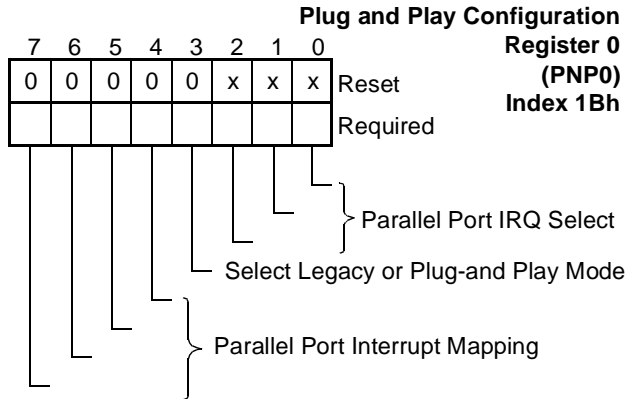 Plug and Play Configuration
Register 0
(PNP0)
Index 1Bh
7 6 5 4 3 2 1 0
0 0 0 0 0 x x x Reset
Required
Parallel Port IRQ Select
Select Legacy or Plug-and Play Mode
Parallel Port Interrupt Mapping